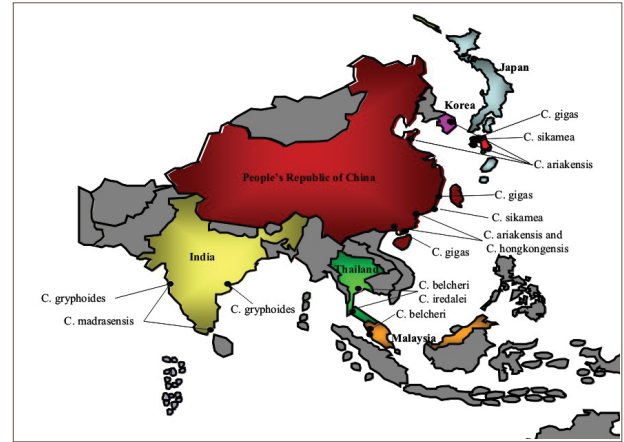 Japan
Korea
C. gigas
C. sikamea
C. ariakensis
People's Republic of China
C. gigas
C. sikamea
C. ariakensis and
C. hongkongensis
C. gigas
India
Thailand
C. belcheri
C. iredalei
C. gryphoides
C. gryphoides
C. madrasensis
C. belcheri
Malaysia